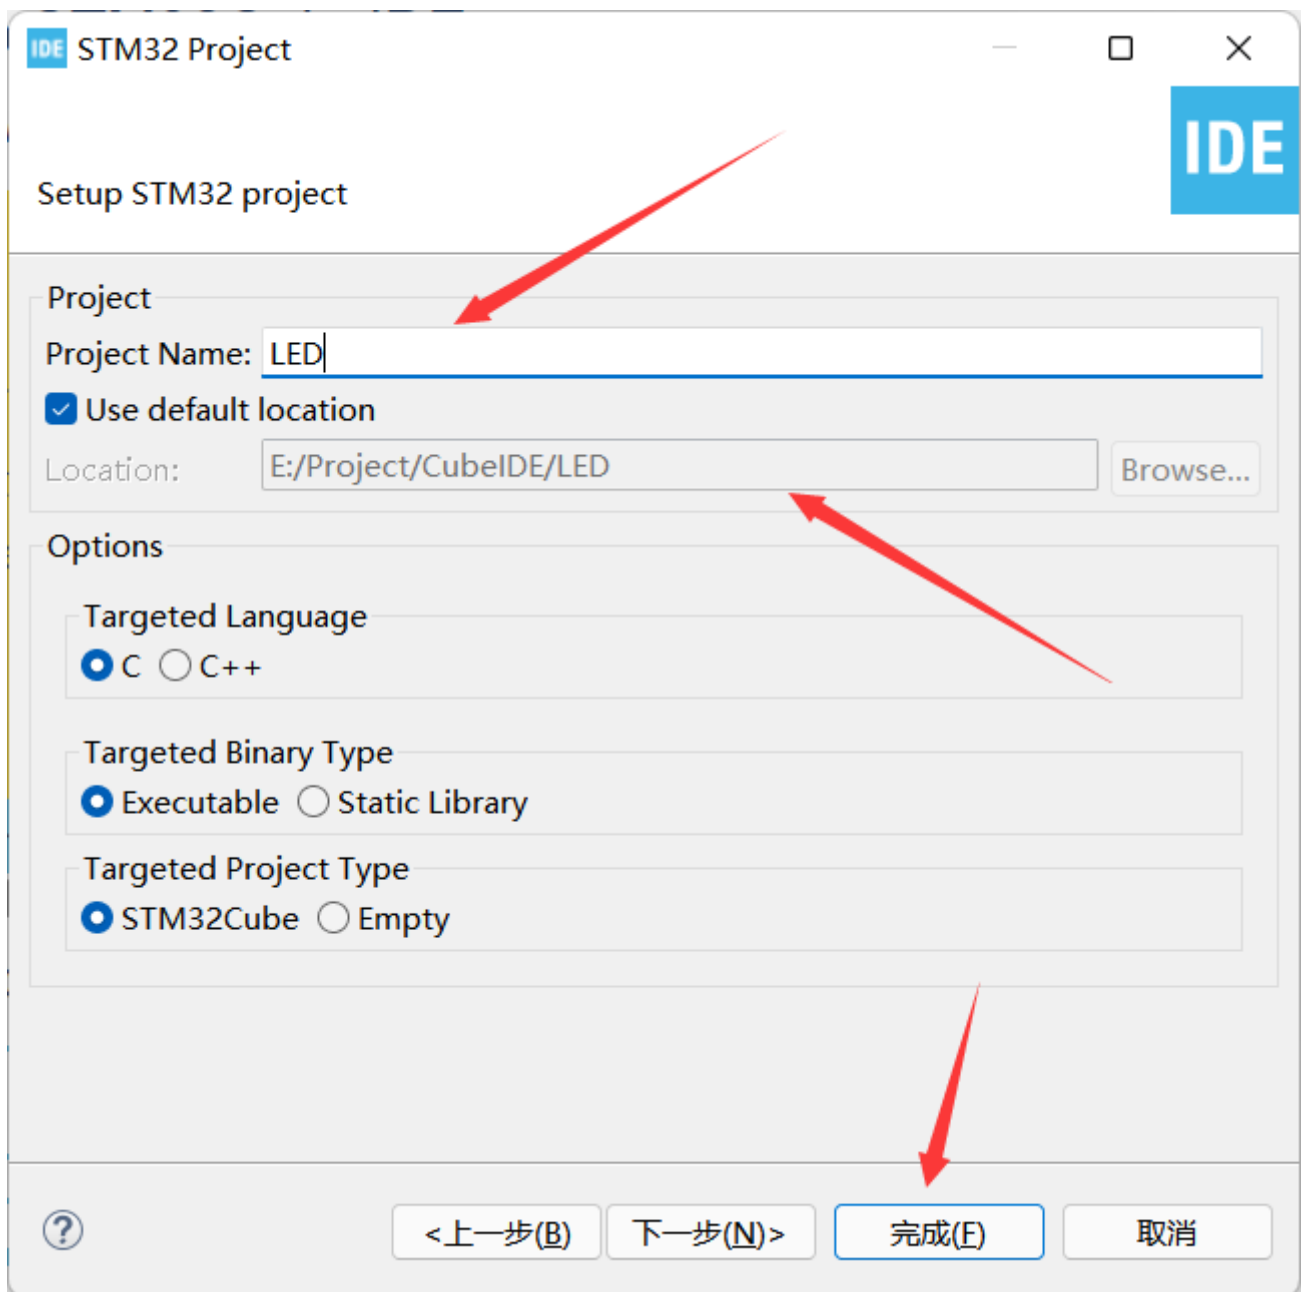 IDE STM32 Project
IDE
Setup STM32 project
Project
Project Name: LED
Use default location
Location: E:/Project/CubeIDE/LED Browse...
Options
Targeted Language
C C++
Targeted Binary Type
Executable Static Library
Targeted Project Type
STM32Cube Empty
? <上一步(B) 下一步(N)> 完成(F) 取消